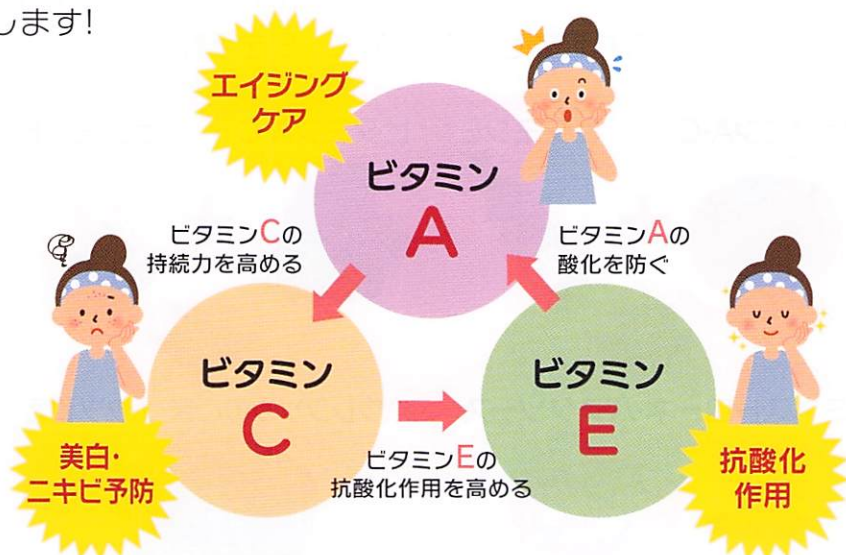 します!
エイジング
ケア
ビタミン
A
ビタミンCの
持続力を高める
ビタミンAの
酸化を防ぐ
ビタミン
C
ビタミン
E
美白・
ニキビ予防
ビタミンEの
抗酸化作用を高める
抗酸化
作用